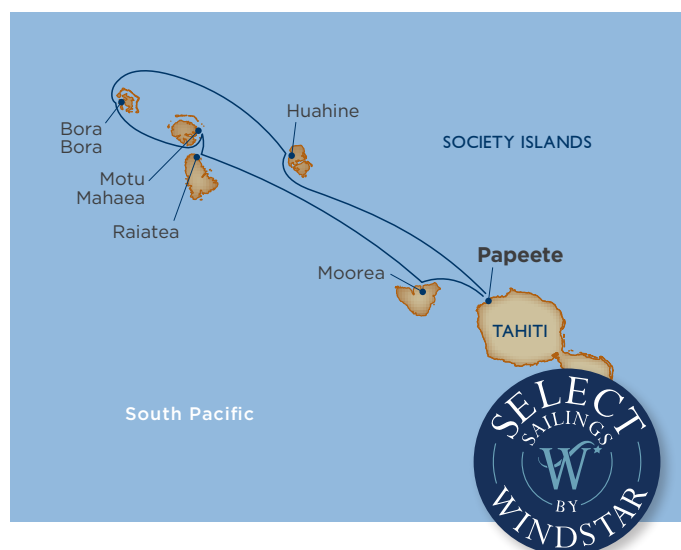 Huahine
Bora
Bora
SOCIETY ISLANDS
Motu
Mahaea
Raiatea
Papeete
Moorea
TAHITI
South Pacific
SELECT
SAILINGS
W
BY
WINDSTAR